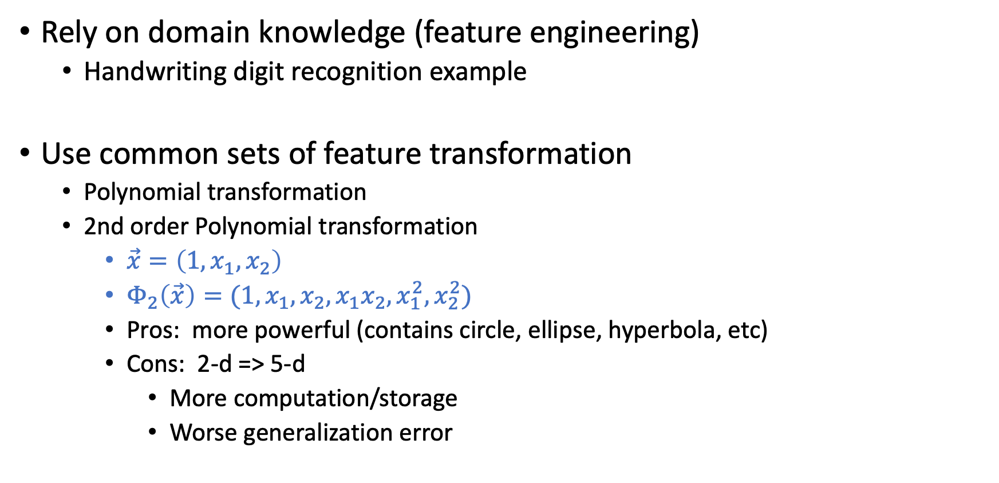 • Rely on domain knowledge (feature engineering)
• Handwriting digit recognition example
• Use common sets of feature transformation
• Polynomial transformation
• 2nd order Polynomial transformation
• $\vec{x} = (1, x_1, x_2)$
• $\Phi_2(\vec{x}) = (1, x_1, x_2, x_1x_2, x_1^2, x_2^2)$
• Pros: more powerful (contains circle, ellipse, hyperbola, etc)
• Cons: 2-d => 5-d
• More computation/storage
• Worse generalization error